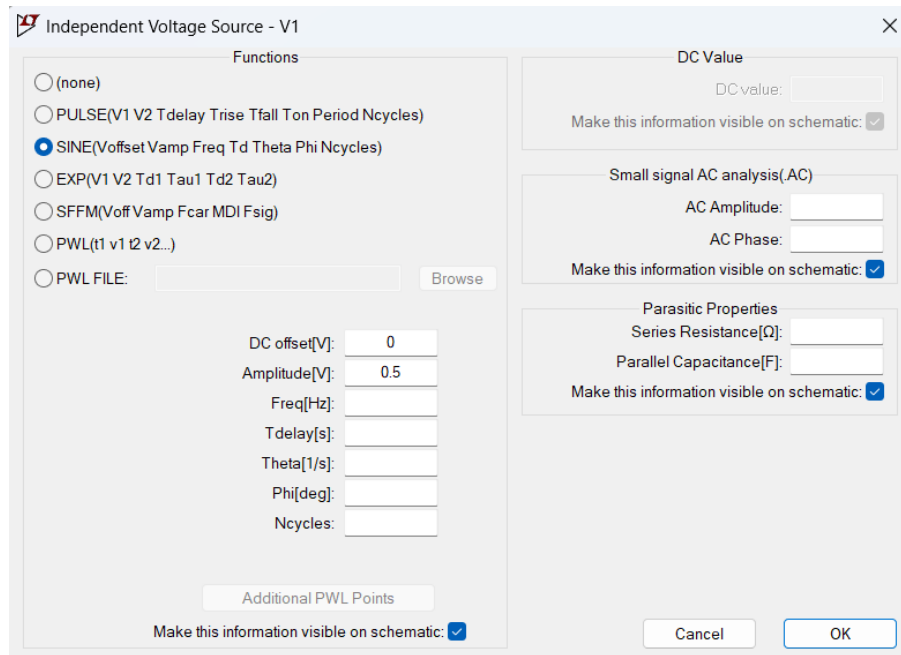 Independent Voltage Source - V1
Functions
(none)
PULSE(V1 V2 Tdelay Trise Tfall Ton Period Ncycles)
SINE(Voffset Vamp Freq Td Theta Phi Ncycles)
EXP(V1 V2 Td1 Tau1 Td2 Tau2)
SFFM(Voff Vamp Fcar MDI Fsig)
PWL(t1 v1 t2 v2...)
PWL FILE:
Browse
DC offset[V]: 0
Amplitude[V]: 0.5
Freq[Hz]:
Tdelay[s]:
Theta[1/s]:
Phi[deg]:
Ncycles:
Additional PWL Points
Make this information visible on schematic:
DC Value
DC value:
Make this information visible on schematic:
Small signal AC analysis(.AC)
AC Amplitude:
AC Phase:
Make this information visible on schematic:
Parasitic Properties
Series Resistance[Ω]:
Parallel Capacitance[F]:
Make this information visible on schematic:
Cancel
OK